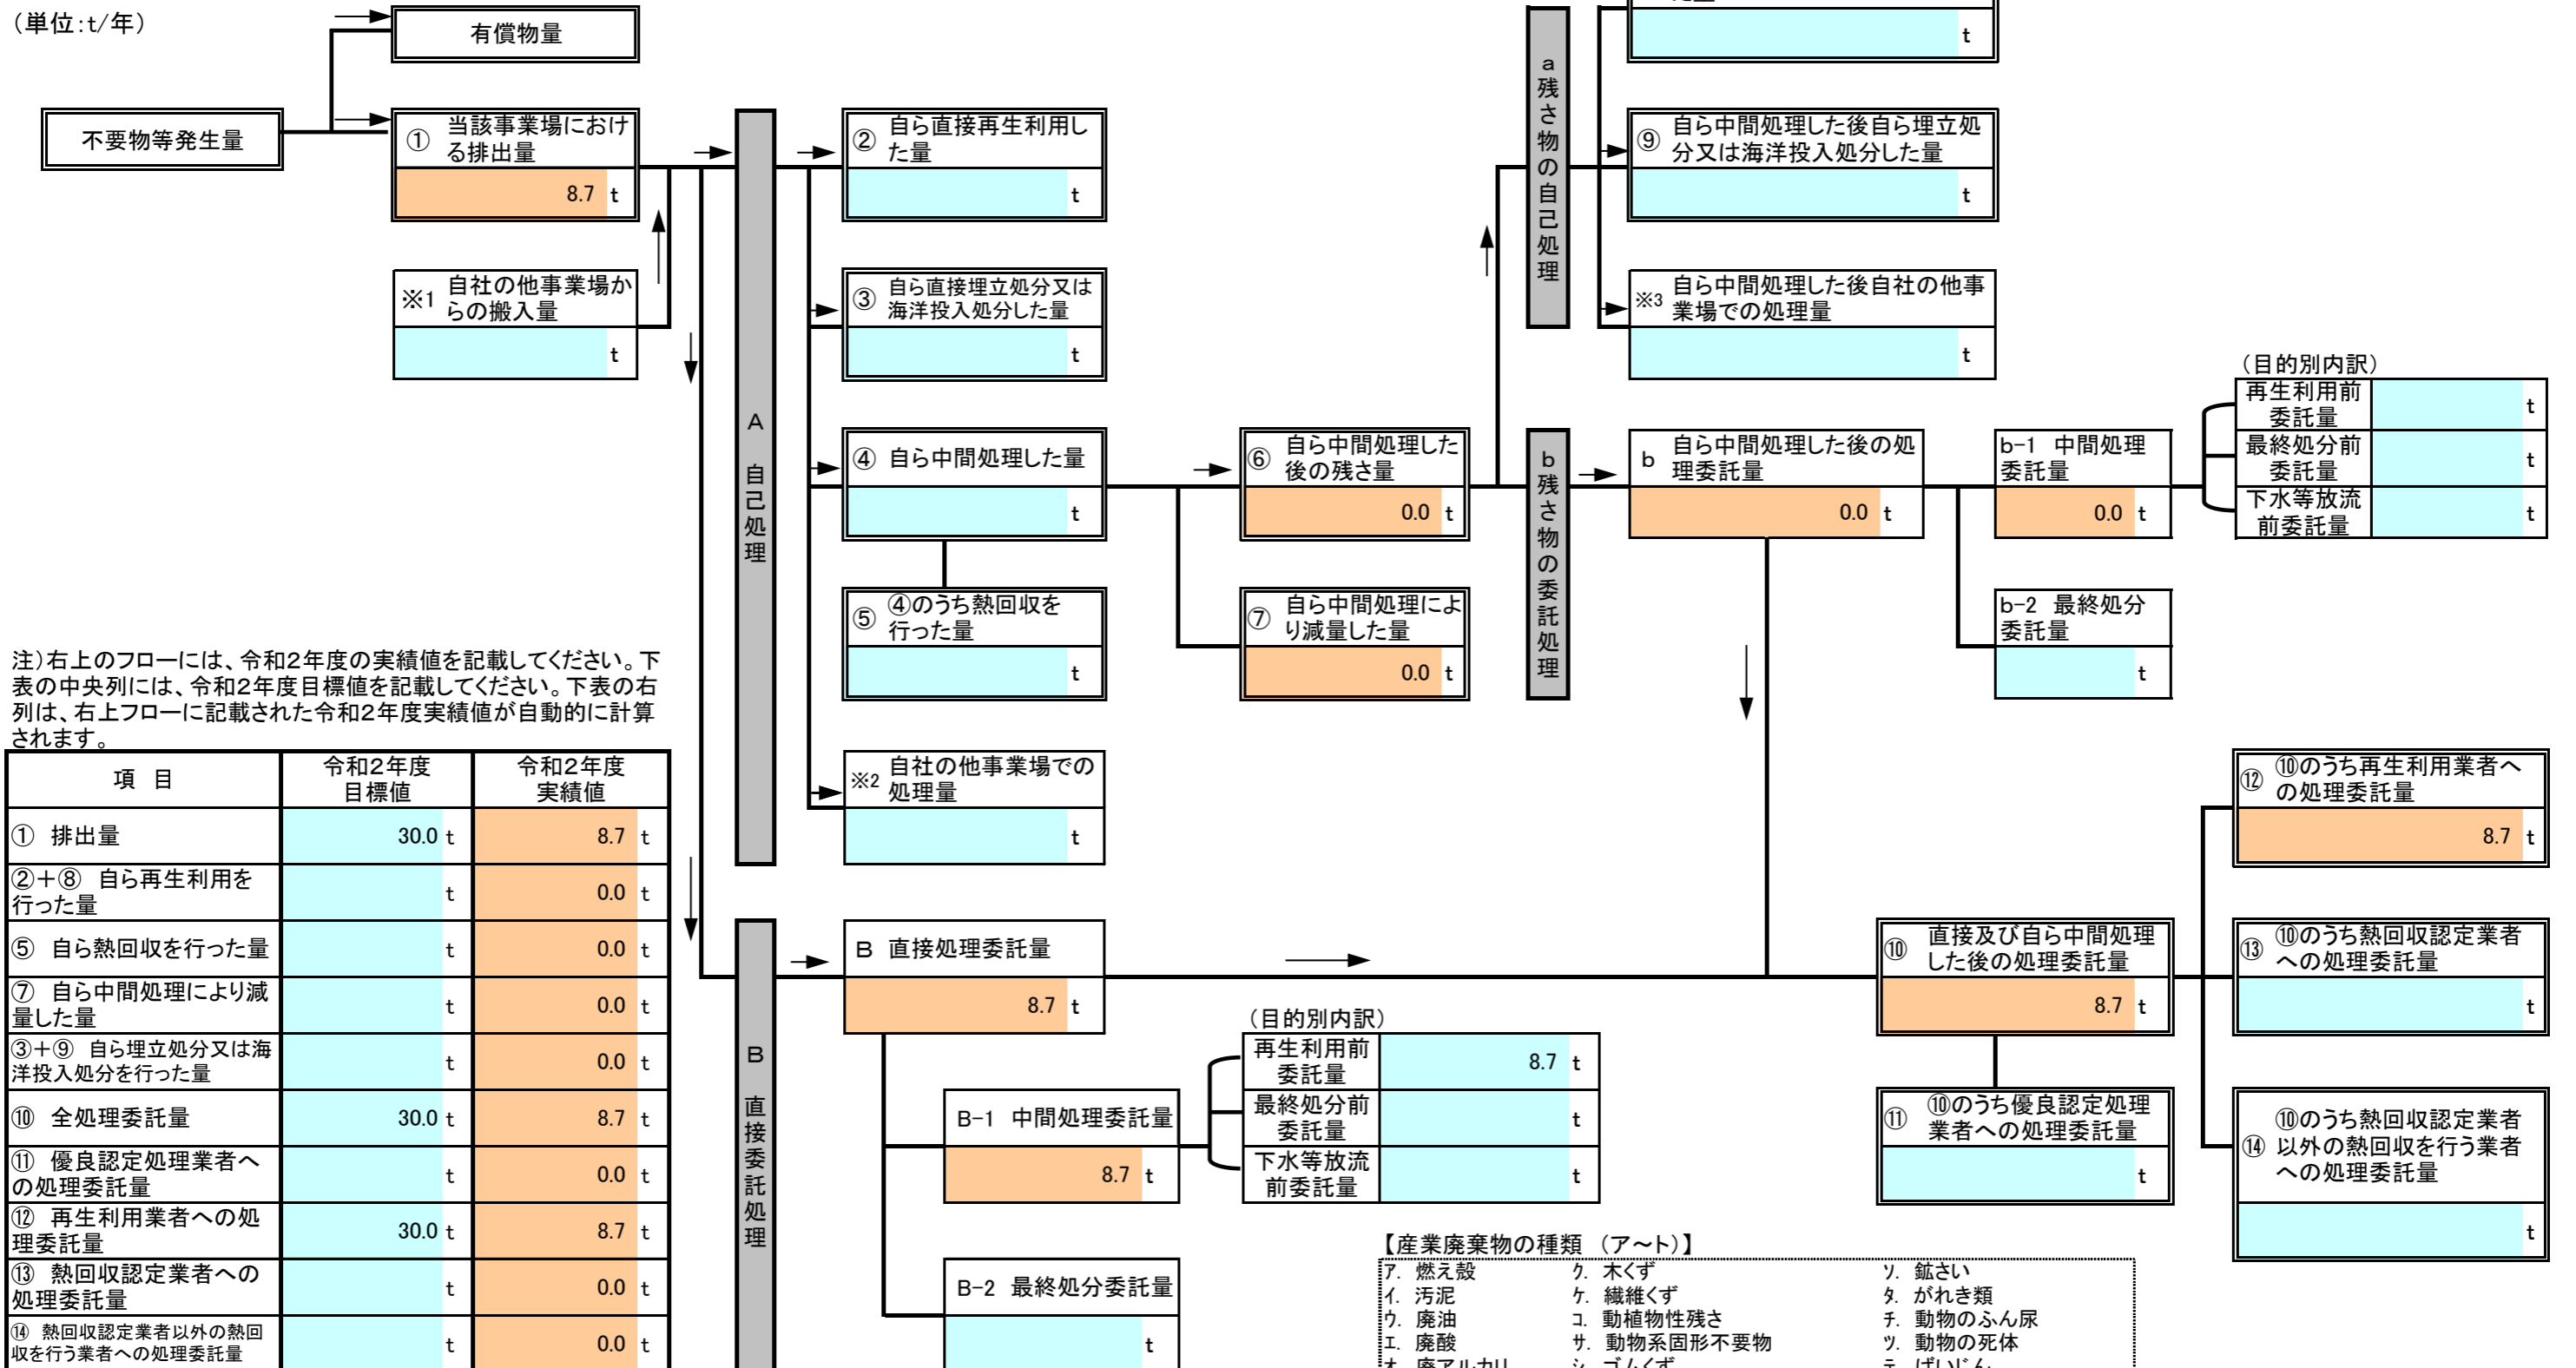 (単位:t/年)
有償物量
不要物等発生量
① 当該事業場におけ
る排出量
8.7 t
※1 自社の他事業場か
らの搬入量
t
A 自己処理
② 自ら直接再生利用し
た量
t
③ 自ら直接埋立処分又は
海洋投入処分した量
t
④ 自ら中間処理した量
t
⑤ ④のうち熱回収を
行った量
t
※2 自社の他事業場での
処理量
t
⑥ 自ら中間処理した
後の残さ量
0.0 t
⑦ 自ら中間処理によ
り減量した量
0.0 t
a 残さ物の自己処理
t
⑨ 自ら中間処理した後自ら埋立処
分又は海洋投入処分した量
t
※3 自ら中間処理した後自社の他事
業場での処理量
t
b 残さ物の委託処理
b 自ら中間処理した後の処
理委託量
0.0 t
b-1 中間処理
委託量
0.0 t
(目的別内訳)
再生利用前
委託量
t
最終処分前
委託量
t
下水等放流
前委託量
t
b-2 最終処分
委託量
t
注)右上のフローには、令和2年度の実績値を記載してください。下
表の中央列には、令和2年度目標値を記載してください。下表の右
列は、右上フローに記載された令和2年度実績値が自動的に計算
されます。
項 目
令和2年度
目標値
令和2年度
実績値
① 排出量 30.0 t 8.7 t
②+⑧ 自ら再生利用を
行った量 t 0.0 t
⑤ 自ら熱回収を行った量 t 0.0 t
⑦ 自ら中間処理により減
量した量 t 0.0 t
③+⑨ 自ら埋立処分又は海
洋投入処分を行った量 t 0.0 t
⑩ 全処理委託量 30.0 t 8.7 t
⑪ 優良認定処理業者へ
の処理委託量 t 0.0 t
⑫ 再生利用業者への処
理委託量 30.0 t 8.7 t
⑬ 熱回収認定業者への
処理委託量 t 0.0 t
⑭ 熱回収認定業者以外の熱回
収を行う業者への処理委託量 t 0.0 t
B 直接委託処理
B 直接処理委託量
8.7 t
B-1 中間処理委託量
8.7 t
B-2 最終処分委託量
t
(目的別内訳)
再生利用前
委託量
8.7 t
最終処分前
委託量
t
下水等放流
前委託量
t
⑩ 直接及び自ら中間処理
した後の処理委託量
8.7 t
⑪ ⑩のうち優良認定処理
業者への処理委託量
t
⑫ ⑩のうち再生利用業者へ
の処理委託量
8.7 t
⑬ ⑩のうち熱回収認定業者
への処理委託量
t
⑭ ⑩のうち熱回収認定業者
以外の熱回収を行う業者
への処理委託量
t
【産業廃棄物の種類 (ア~ト)】
ア. 燃え殻 ク. 木くず ソ. 鉱さい
イ. 汚泥 ケ. 繊維くず タ. がれき類
ウ. 廃油 コ. 動植物性残さ チ. 動物のふん尿
エ. 廃酸 サ. 動物系固形不要物 ツ. 動物の死体
オ. 廃アルカリ シ. ゴムくず テ. ばいじん